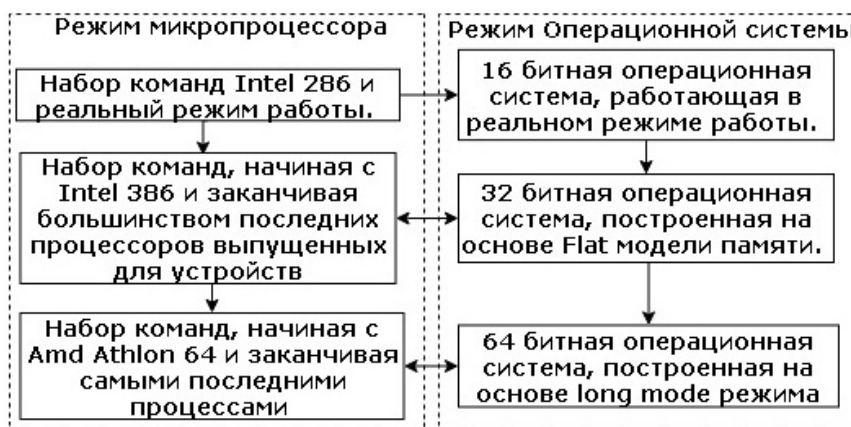 Режим микропроцессора
Набор команд Intel 286 и
реальный режим работы.
Набор команд, начиная с
Intel 386 и заканчивая
большинством последних
процессоров выпущенных
для устройств
Набор команд, начиная с
Amd Athlon 64 и заканчивая
самыми последними
процессами
Режим Операционной системы
16 битная операционная
система, работающая в
реальном режиме работы.
32 битная операционная
система, построенная на
основе Flat модели памяти.
64 битная операционная
система, построенная на
основе long mode режима